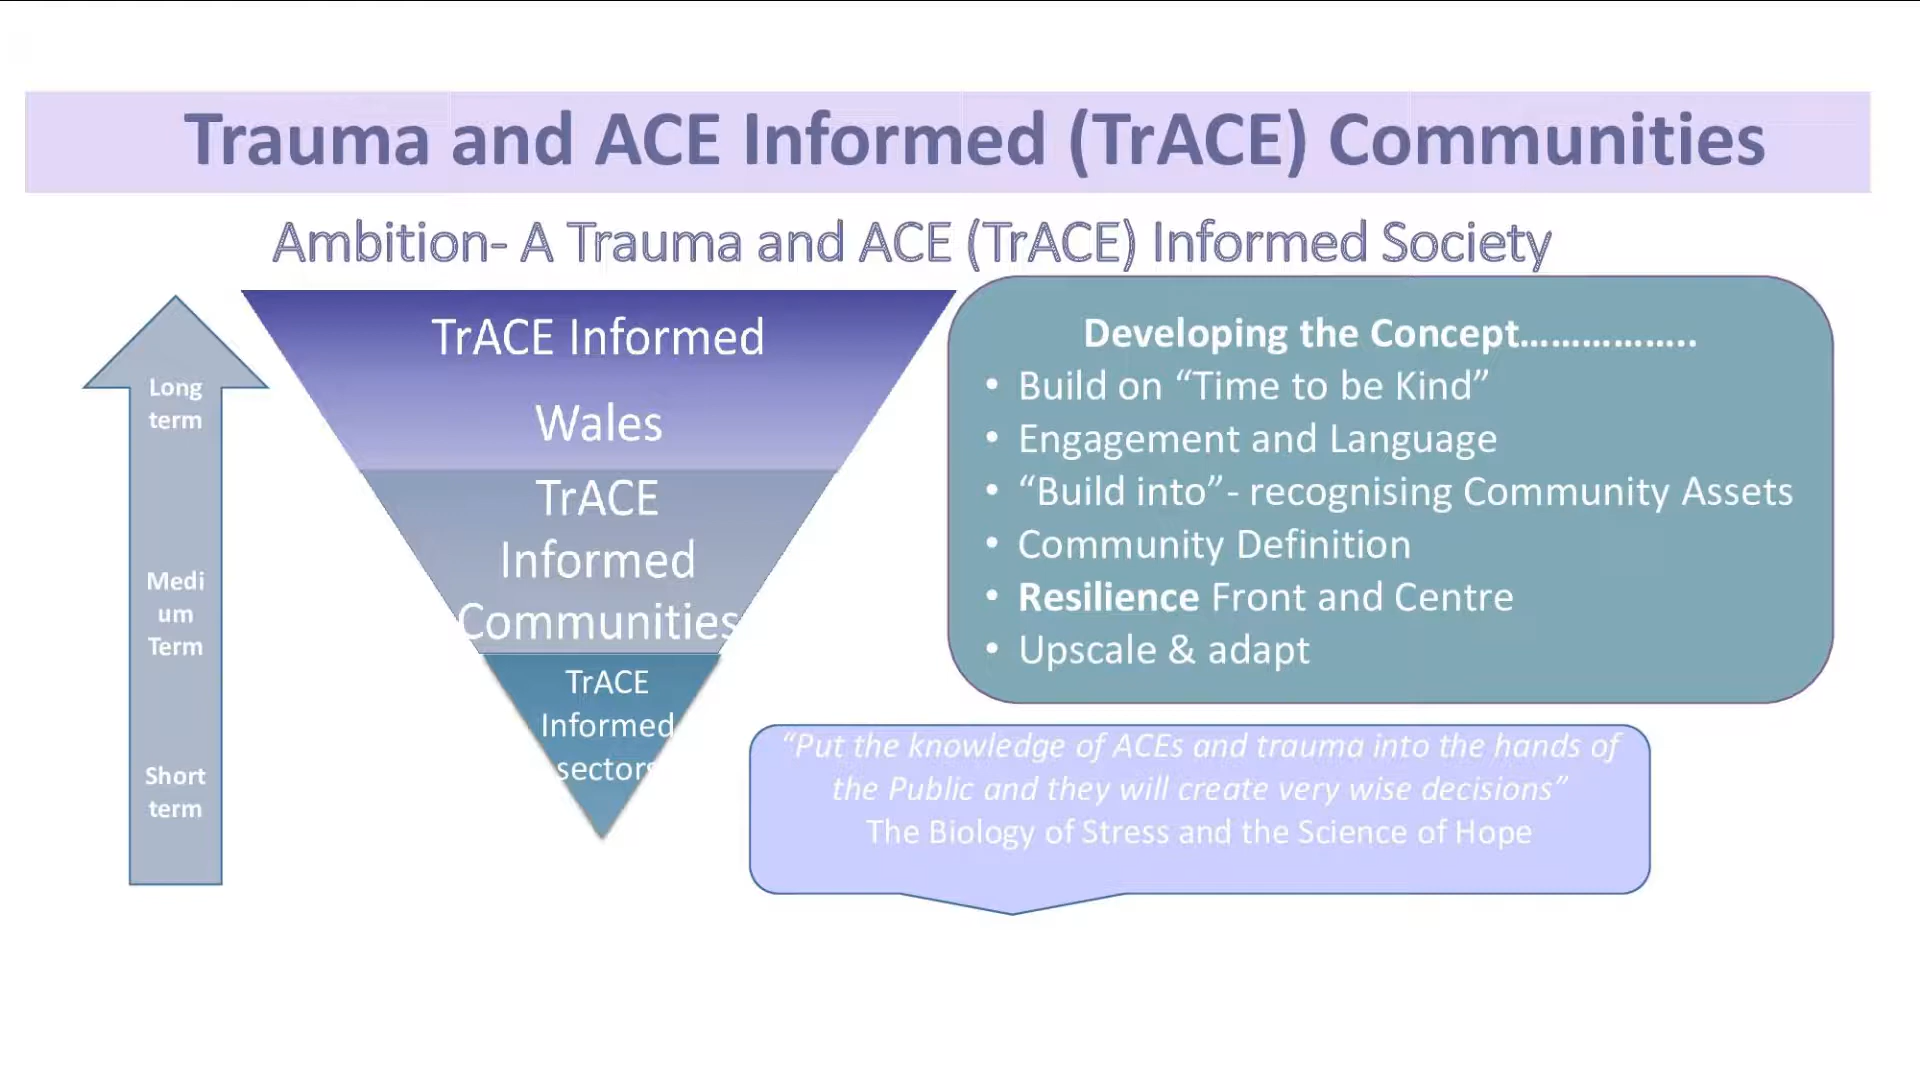 Trauma and ACE Informed (TrACE) Communities
Ambition- A Trauma and ACE (TrACE) Informed Society
Long
term
Medi
um
Term
Short
term
TrACE Informed
Wales
TrACE
Informed
Communities
TrACE
Informed
sectors
Developing the Concept……………..
• Build on “Time to be Kind”
• Engagement and Language
• “Build into”- recognising Community Assets
• Community Definition
• Resilience Front and Centre
• Upscale & adapt
“Put the knowledge of ACEs and trauma into the hands of
the Public and they will create very wise decisions”
The Biology of Stress and the Science of Hope